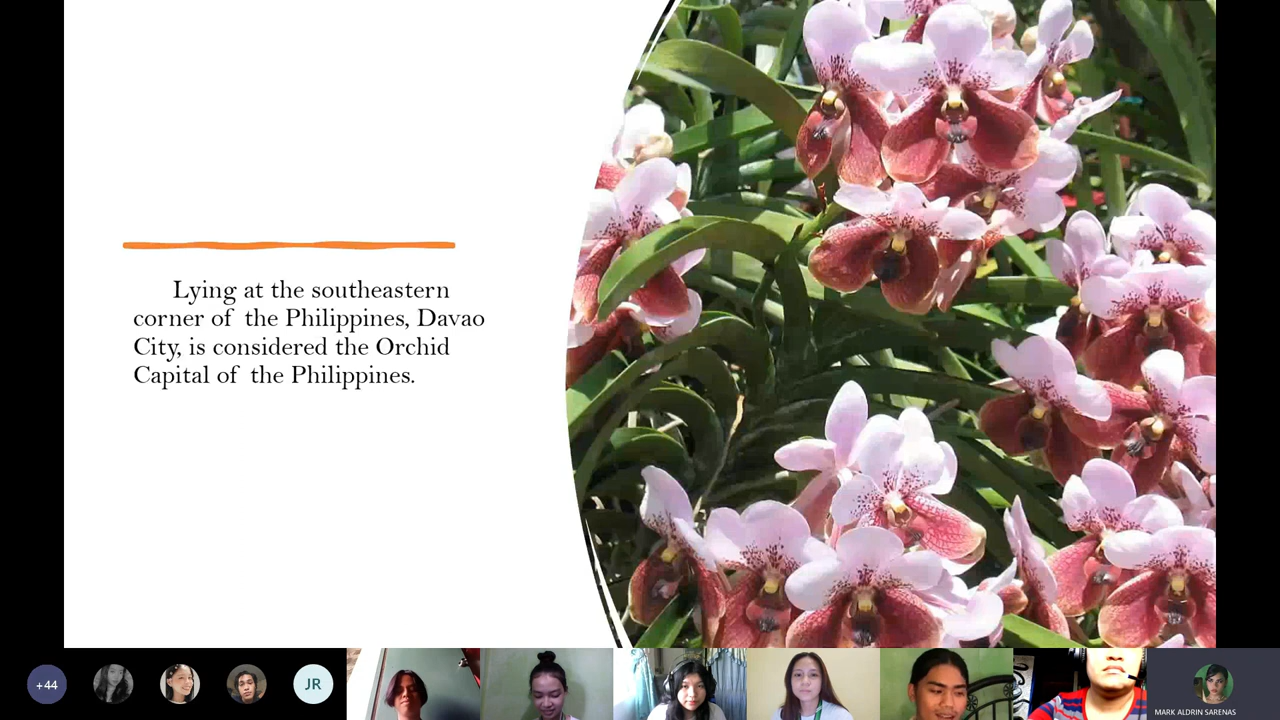 Lying at the southeastern
corner of the Philippines, Davao
City, is considered the Orchid
Capital of the Philippines.
+44
JR
MARK ALDRIN SARENAS